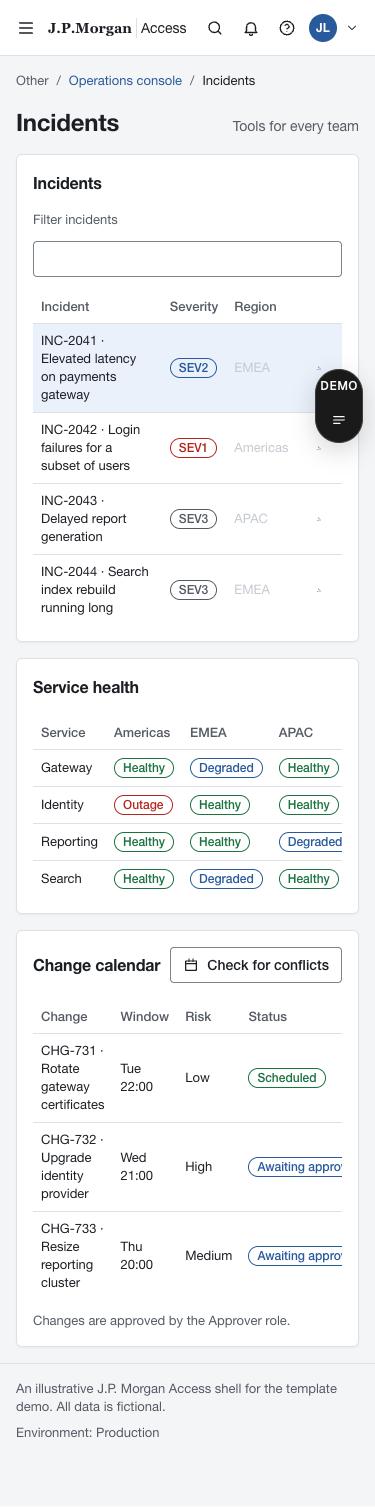 J.P.Morgan Access JL
Other / Operations console / Incidents
Incidents Tools for every team
Incidents
Filter incidents
Incident Severity Region
INC-2041 ·
Elevated latency
on payments
gateway
SEV2 EMEA
DEMO
INC-2042 · Login
failures for a
subset of users
SEV1 Americas
INC-2043 ·
Delayed report
generation
SEV3 APAC
INC-2044 · Search
index rebuild
running long
SEV3 EMEA
Service health
Service Americas EMEA APAC
Gateway Healthy Degraded Healthy
Identity Outage Healthy Healthy
Reporting Healthy Healthy Degraded
Search Healthy Degraded Healthy
Change calendar Check for conflicts
Change Window Risk Status
CHG-731 ·
Rotate
gateway
certificates
Tue
22:00
Low
Scheduled
CHG-732 ·
Upgrade
identity
provider
Wed
21:00
High
Awaiting approv
CHG-733 ·
Resize
reporting
cluster
Thu
20:00
Medium
Awaiting approv
Changes are approved by the Approver role.
An illustrative J.P. Morgan Access shell for the template
demo. All data is fictional.
Environment: Production